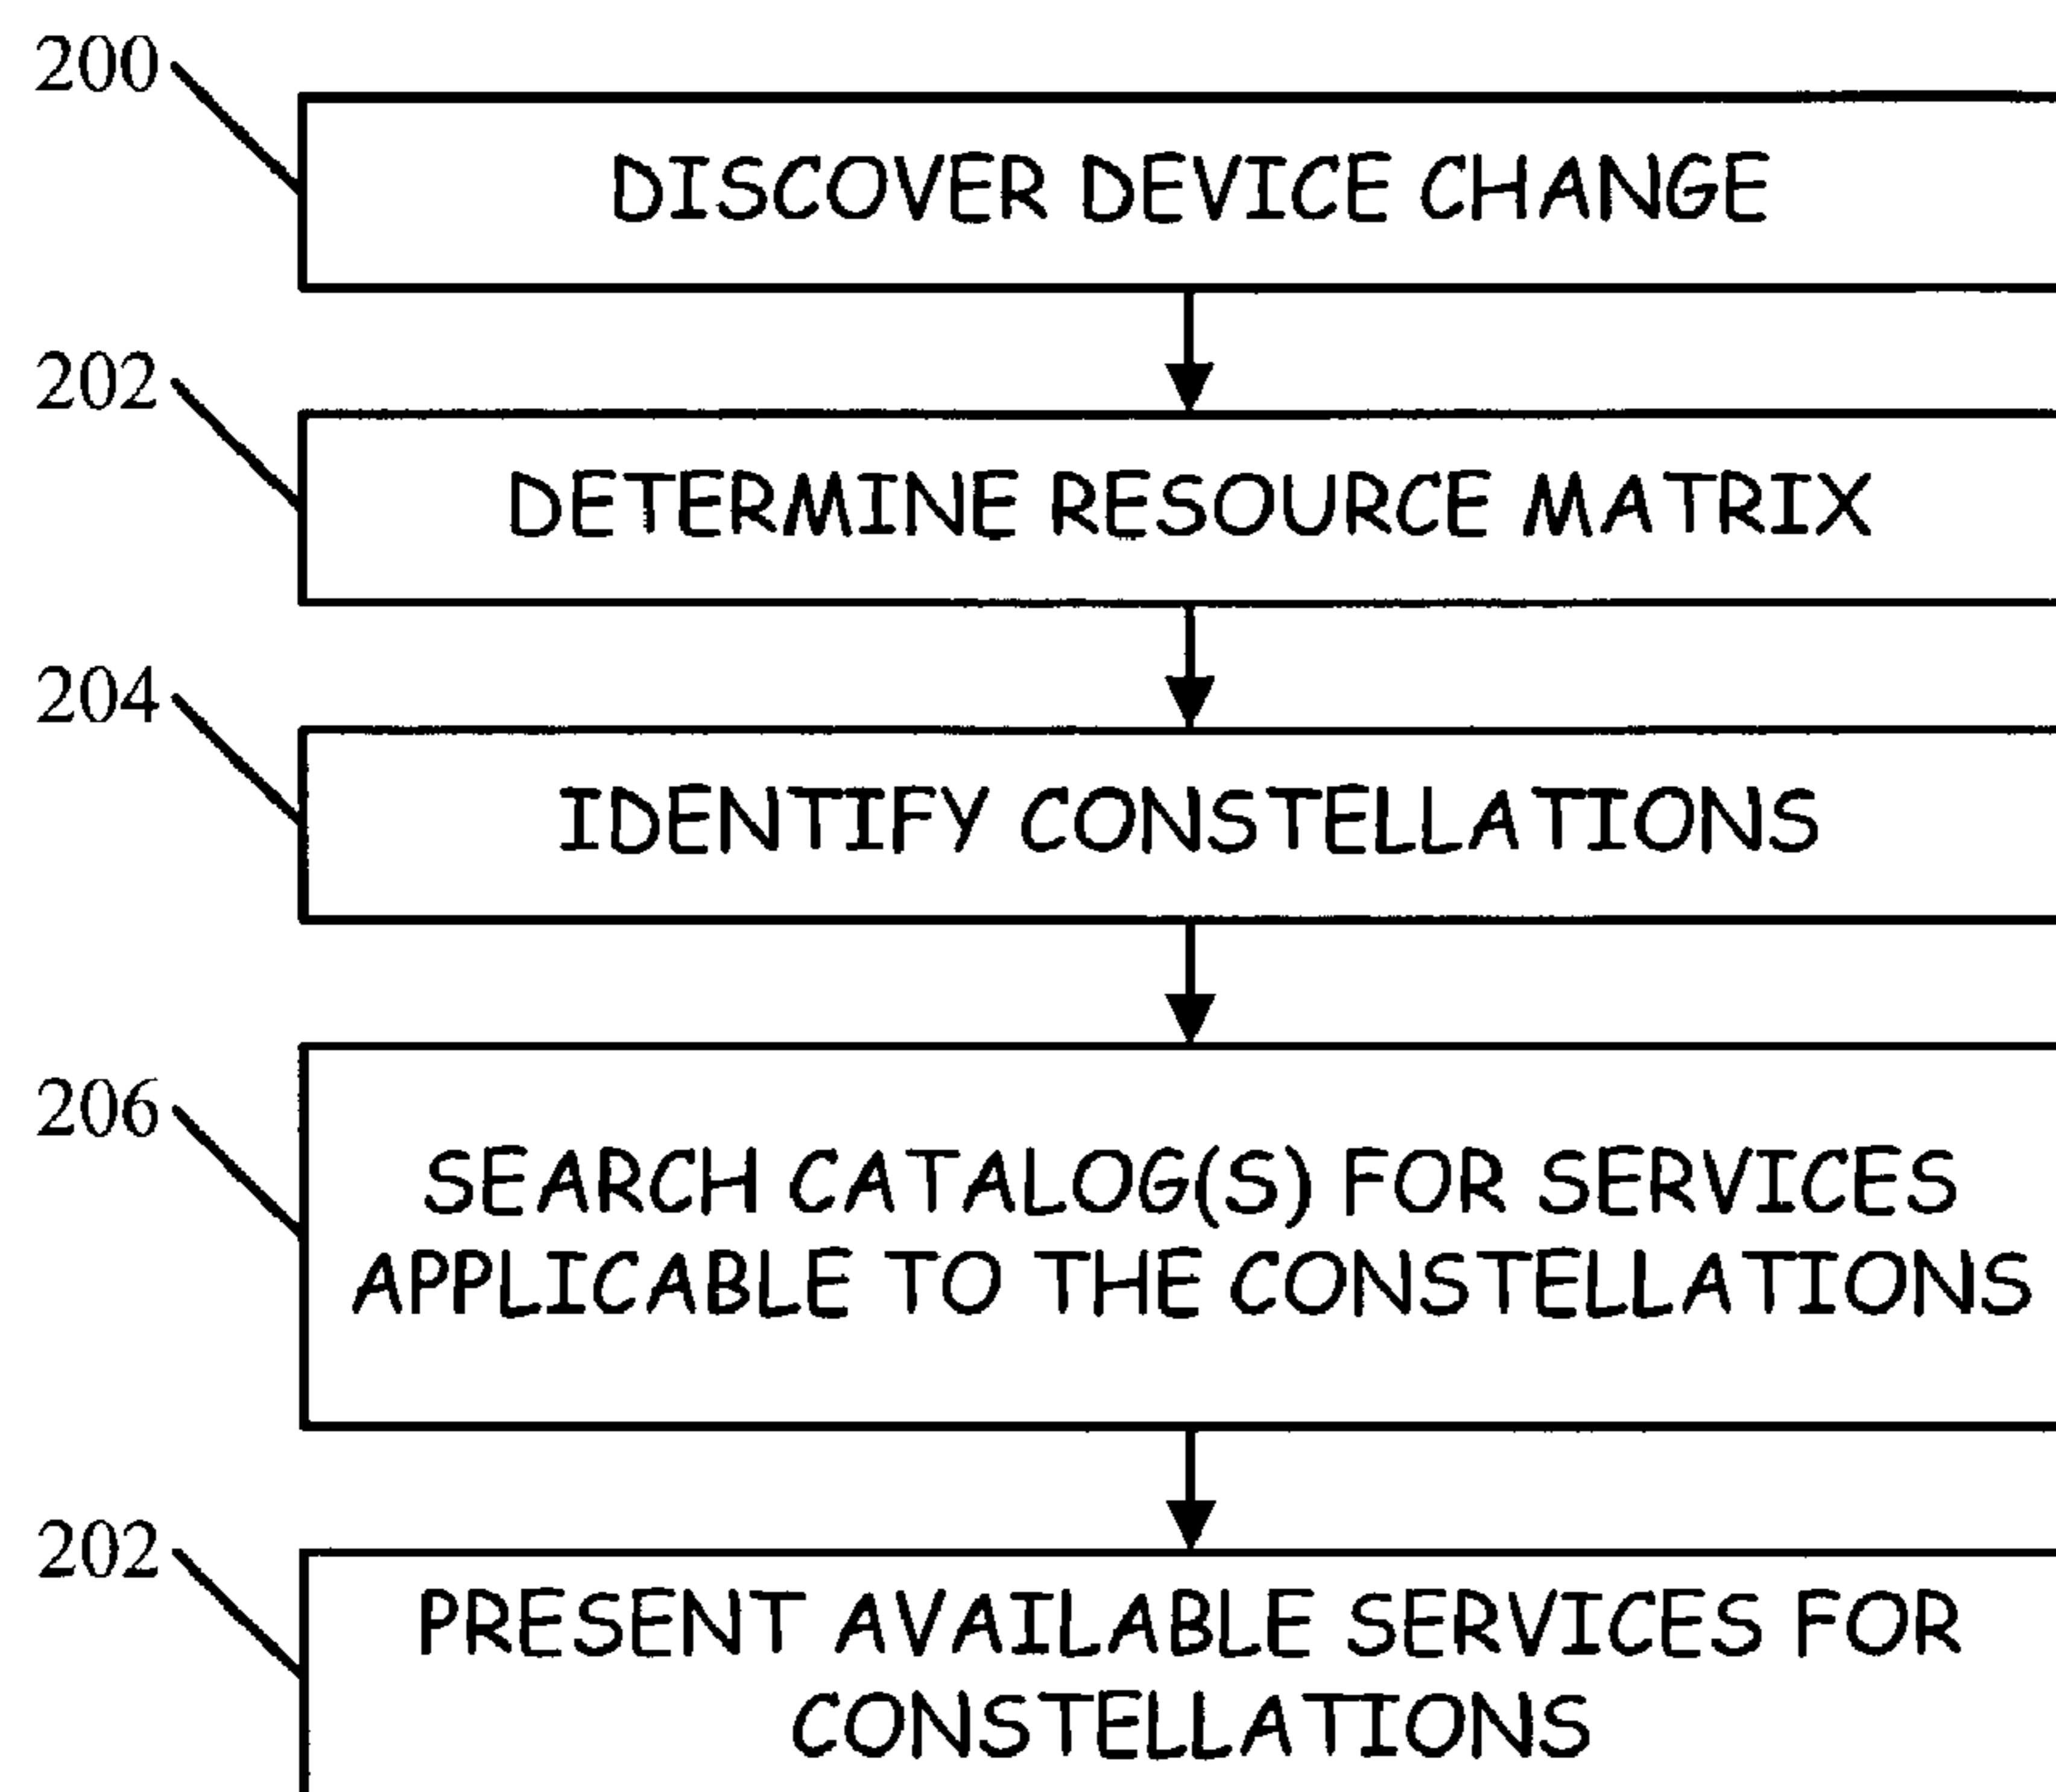 200
DISCOVER DEVICE CHANGE
202
DETERMINE RESOURCE MATRIX
204
IDENTIFY CONSTELLATIONS
206
SEARCH CATALOG(S) FOR SERVICES
APPLICABLE TO THE CONSTELLATIONS
202
PRESENT AVAILABLE SERVICES FOR
CONSTELLATIONS